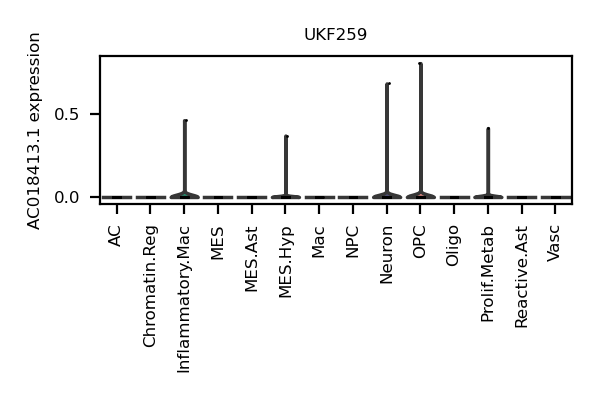 UKF259
AC018413.1 expression
0.5
0.0
AC
Chromatin.Reg
Inflammatory.Mac
MES
MES.Ast
MES.Hyp
Mac
NPC
Neuron
OPC
Oligo
Prolif.Metab
Reactive.Ast
Vasc